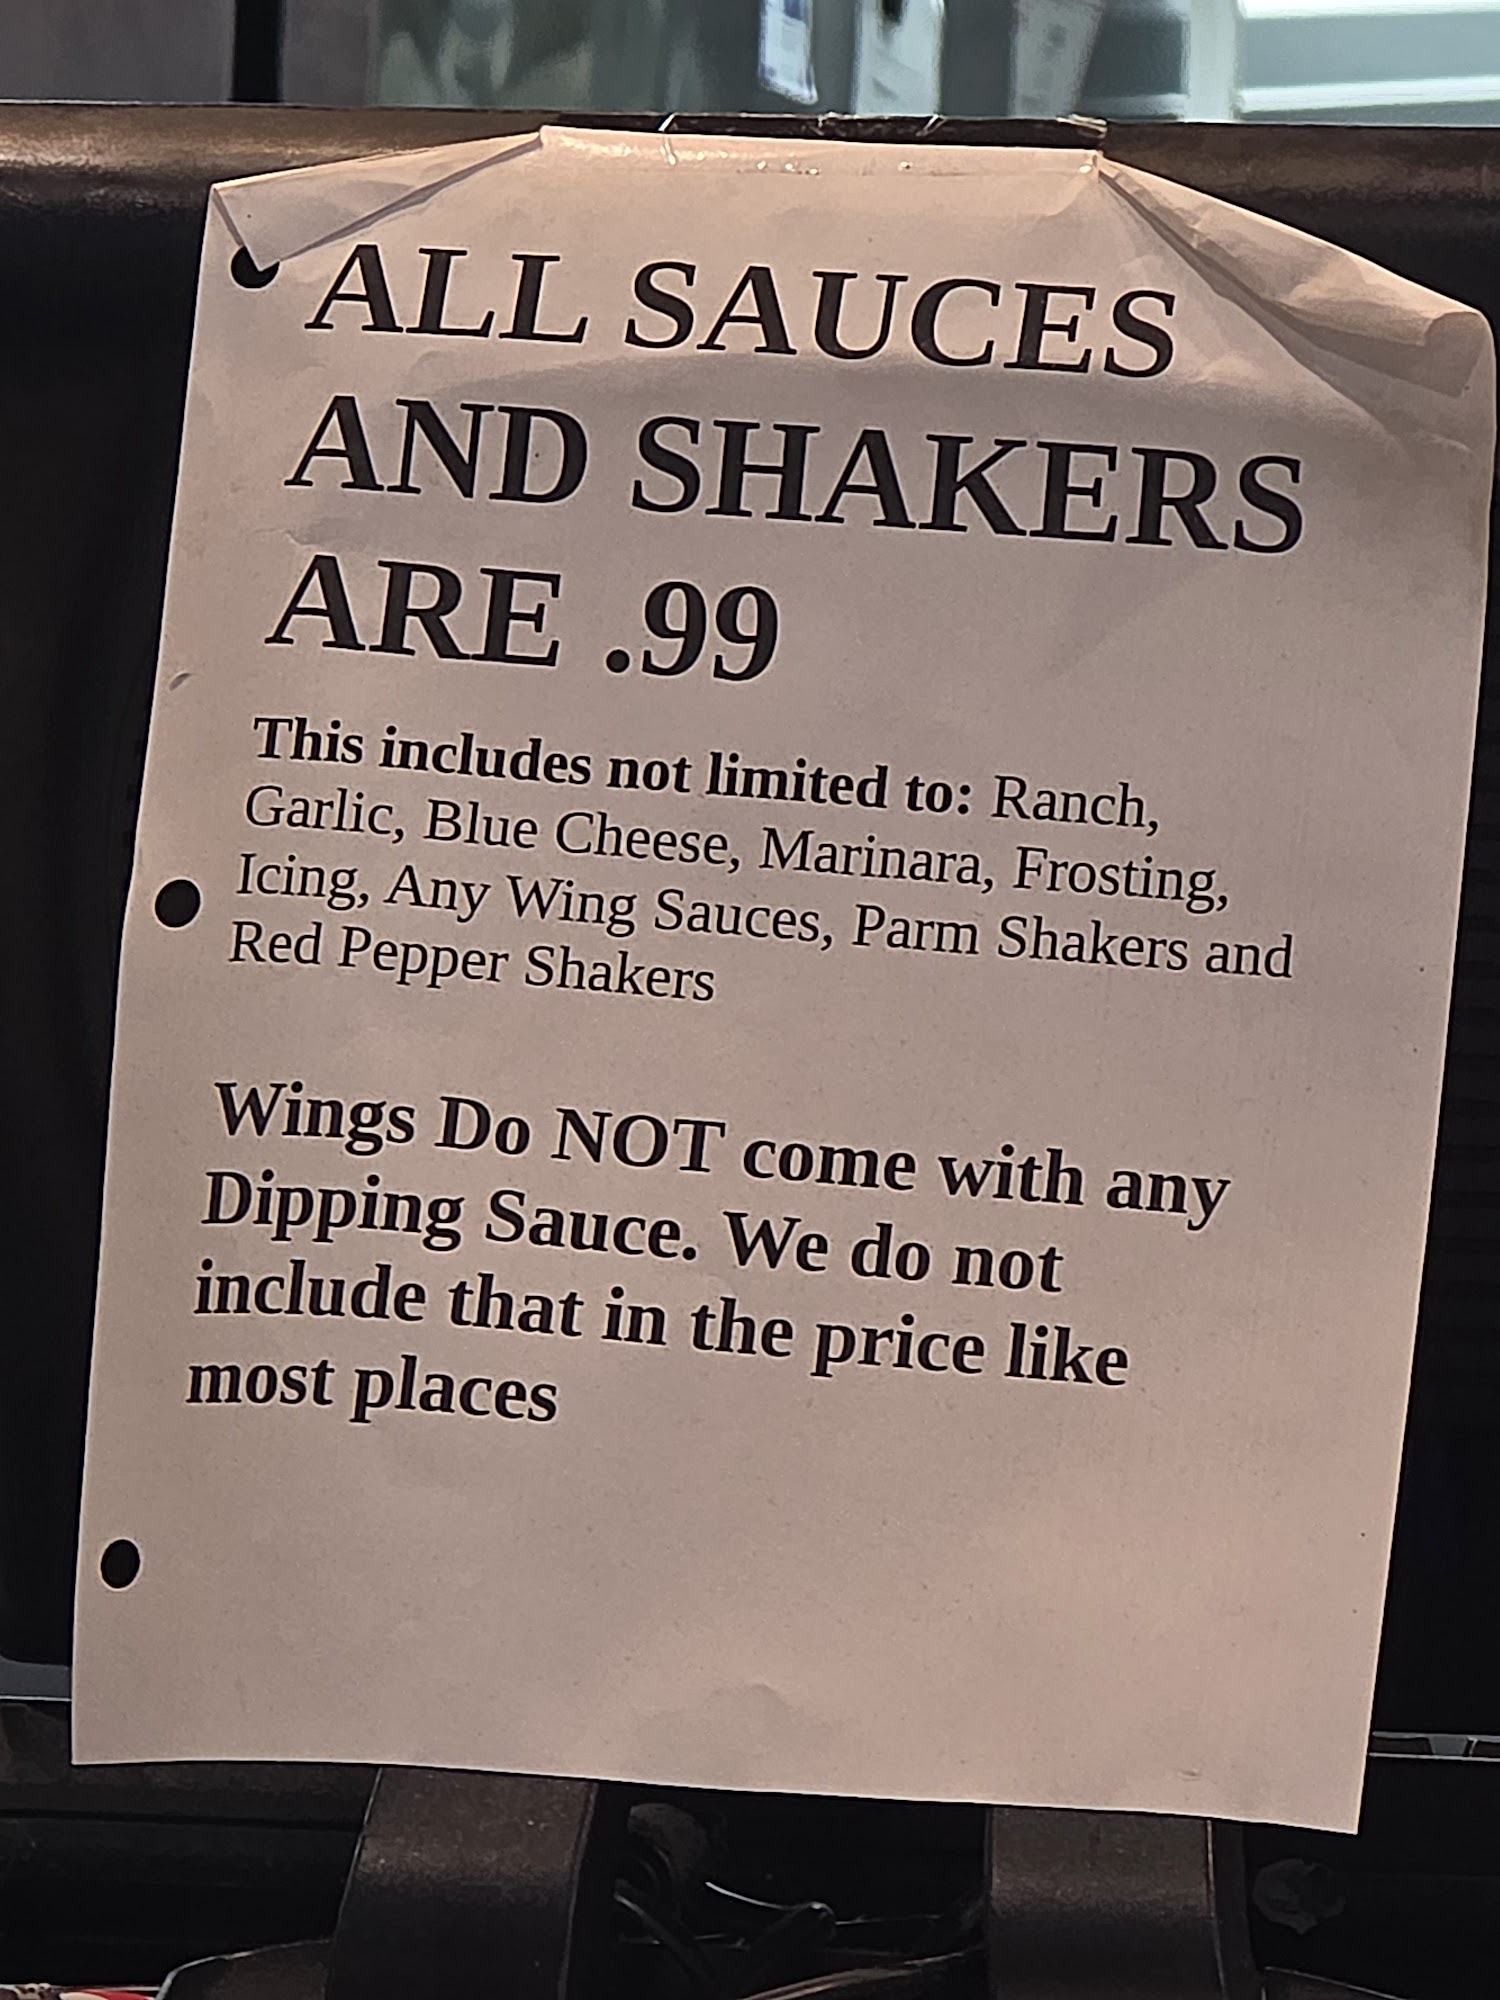 ALL SAUCES
AND SHAKERS
ARE .99
This includes not limited to: Ranch,
Garlic, Blue Cheese, Marinara, Frosting,
Icing, Any Wing Sauces, Parm Shakers and
Red Pepper Shakers
Wings Do NOT come with any
Dipping Sauce. We do not
include that in the price like
most places